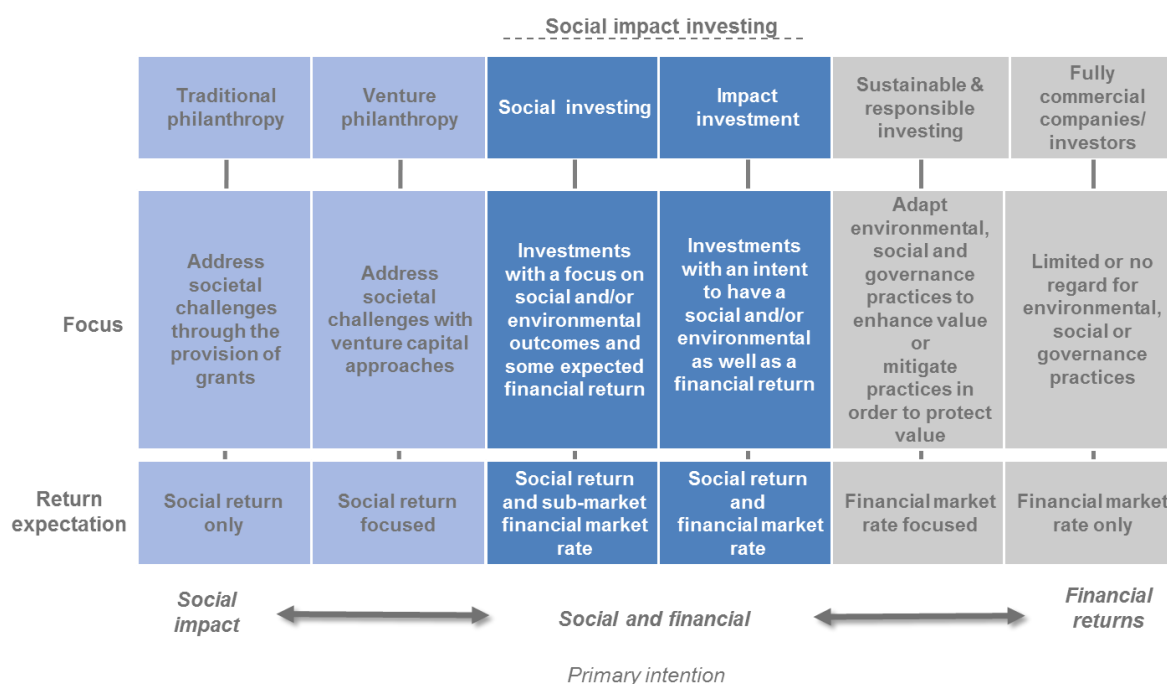 Social impact investing
Traditional
philanthropy
Venture
philanthropy
Social investing
Impact
investment
Sustainable &
responsible
investing
Fully
commercial
companies/
investors
Focus
Address
societal
challenges
through the
provision of
grants
Address
societal
challenges with
venture capital
approaches
Investments
with a focus on
social and/or
environmental
outcomes and
some expected
financial return
Investments
with an intent
to have a
social and/or
environmental
as well as a
financial return
Adapt
environmental,
social and
governance
practices to
enhance value
or
mitigate
practices in
order to protect
value
Limited or no
regard for
environmental,
social or
governance
practices
Return
expectation
Social return
only
Social return
focused
Social return
and sub-market
financial market
rate
Social return
and
financial market
rate
Financial market
rate focused
Financial market
rate only
Social
impact
Social and financial
Financial
returns
Primary intention